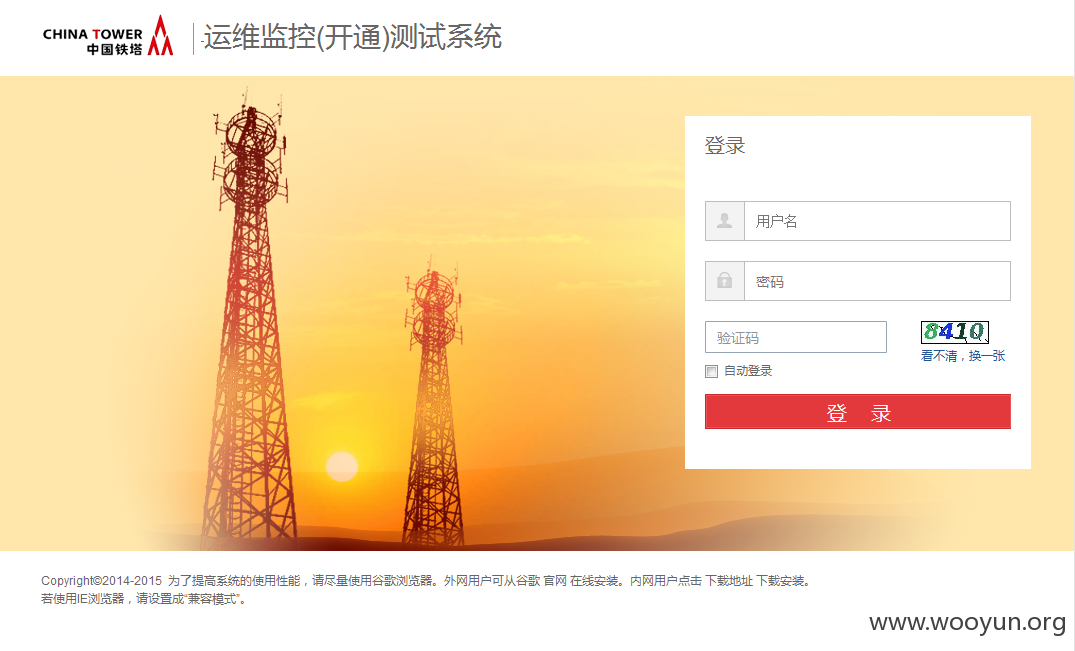 CHINA TOWER
中国铁塔
运维监控(开通)测试系统
登录
用户名
密码
验证码
8410
看不清，换一张
自动登录
登 录
Copyright©2014-2015 为了提高系统的使用性能，请尽量使用谷歌浏览器。外网用户可从谷歌 官网 在线安装。内网用户点击 下载地址 下载安装。
若使用IE浏览器，请设置成“兼容模式”。
www.wooyun.org